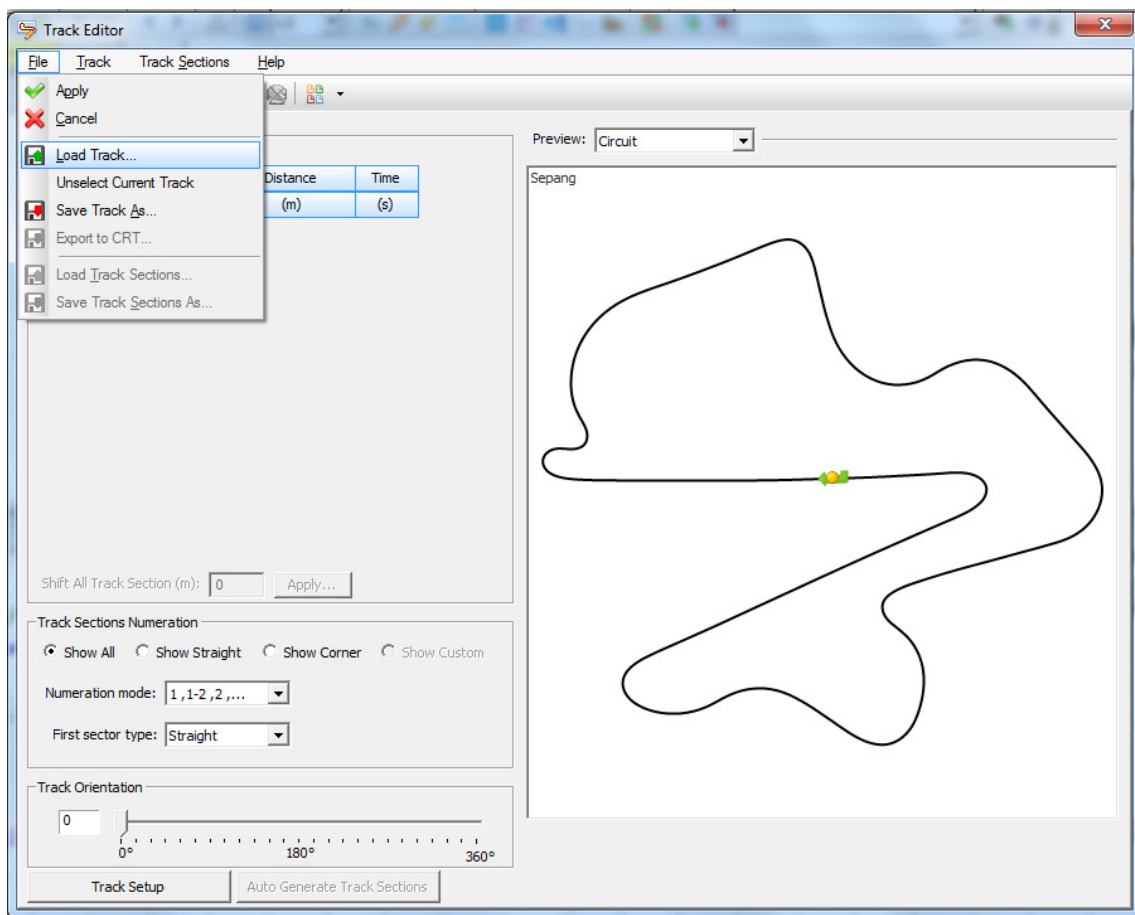 Track Editor
File Track Track Sections Help
Apply
Cancel
Load Track...
Unselect Current Track
Save Track As...
Export to CRT...
Load Track Sections...
Save Track Sections As...
Distance Time
(m) (s)
Shift All Track Section (m): 0 Apply...
Track Sections Numeration
Show All Show Straight Show Corner Show Custom
Numeration mode: 1 ,1-2 ,2 ,...
First sector type: Straight
Track Orientation
0
0° 180° 360°
Track Setup Auto Generate Track Sections
Preview: Circuit
Sepang